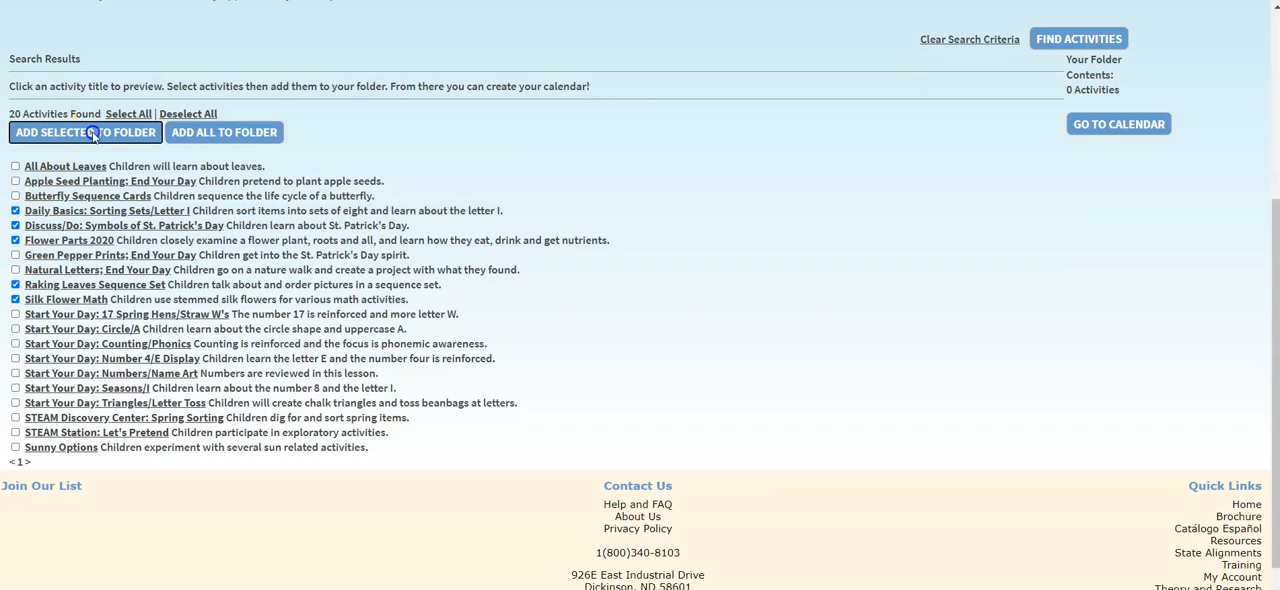 Clear Search Criteria FIND ACTIVITIES
Search Results
Your Folder
Contents:
0 Activities
Click an activity title to preview. Select activities then add them to your folder. From there you can create your calendar!
20 Activities Found Select All | Deselect All
ADD SELECTED TO FOLDER ADD ALL TO FOLDER
GO TO CALENDAR
All About Leaves Children will learn about leaves.
Apple Seed Planting; End Your Day Children pretend to plant apple seeds.
Butterfly Sequence Cards Children sequence the life cycle of a butterfly.
Daily Basics: Sorting Sets/Letter I Children sort items into sets of eight and learn about the letter I.
Discuss/Do: Symbols of St. Patrick's Day Children learn about St. Patrick's Day.
Flower Parts 2020 Children closely examine a flower plant, roots and all, and learn how they eat, drink and get nutrients.
Green Pepper Prints; End Your Day Children get into the St. Patrick's Day spirit.
Natural Letters; End Your Day Children go on a nature walk and create a project with what they found.
Raking Leaves Sequence Set Children talk about and order pictures in a sequence set.
Silk Flower Math Children use stemmed silk flowers for various math activities.
Start Your Day: 17 Spring Hens/Straw W's The number 17 is reinforced and more letter W.
Start Your Day: Circle/A Children learn about the circle shape and uppercase A.
Start Your Day: Counting/Phonics Counting is reinforced and the focus is phonemic awareness.
Start Your Day: Number 4/E Display Children learn the letter E and the number four is reinforced.
Start Your Day: Numbers/Name Art Numbers are reviewed in this lesson.
Start Your Day: Seasons/I Children learn about the number 8 and the letter I.
Start Your Day: Triangles/Letter Toss Children will create chalk triangles and toss beanbags at letters.
STEAM Discovery Center: Spring Sorting Children dig for and sort spring items.
STEAM Station: Let's Pretend Children participate in exploratory activities.
Sunny Options Children experiment with several sun related activities.
< 1 >
Join Our List
Contact Us
Help and FAQ
About Us
Privacy Policy
1(800)340-8103
926E East Industrial Drive
Dickinson, ND 58601
Quick Links
Home
Brochure
Catálogo Español
Resources
State Alignments
Training
My Account
Theory and Research